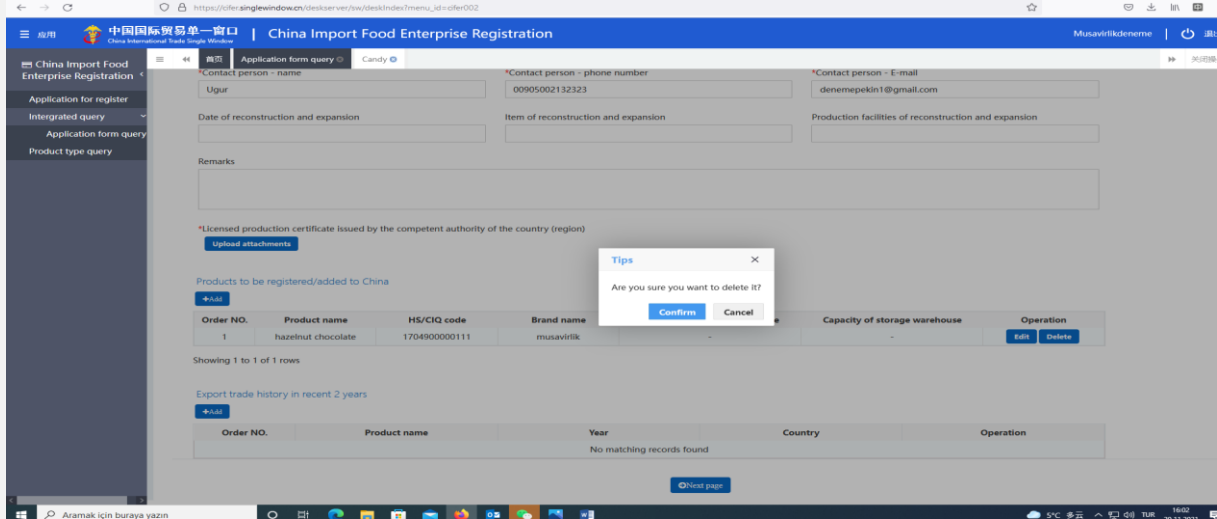 https://cifer.singlewindow.cn/deskserver/sw/deskIndex?menu_id=cifer002
应用
中国国际贸易单一窗口
China International Trade Single Window
China Import Food Enterprise Registration
Musavirlikdeneme
China Import Food
Enterprise Registration
首页
Application form query
Candy
Application for register
Intergrated query
Application form query
Product type query
*Contact person - name
*Contact person - phone number
*Contact person - E-mail
Ugur
00905002132323
denemepekin1@gmail.com
Date of reconstruction and expansion
Item of reconstruction and expansion
Production facilities of reconstruction and expansion
Remarks
*Licensed production certificate issued by the competent authority of the country (region)
Upload attachments
Tips
Are you sure you want to delete it?
Confirm Cancel
Products to be registered/added to China
+Add
Order NO. Product name HS/CIQ code Brand name Capacity of storage warehouse Operation
1 hazelnut chocolate 1704900000111 musavirlik - - Edit Delete
Showing 1 to 1 of 1 rows
Export trade history in recent 2 years
+Add
Order NO. Product name Year Country Operation
No matching records found
Next page
Aramak için buraya yazın
5°C 多云 TUR 16:02